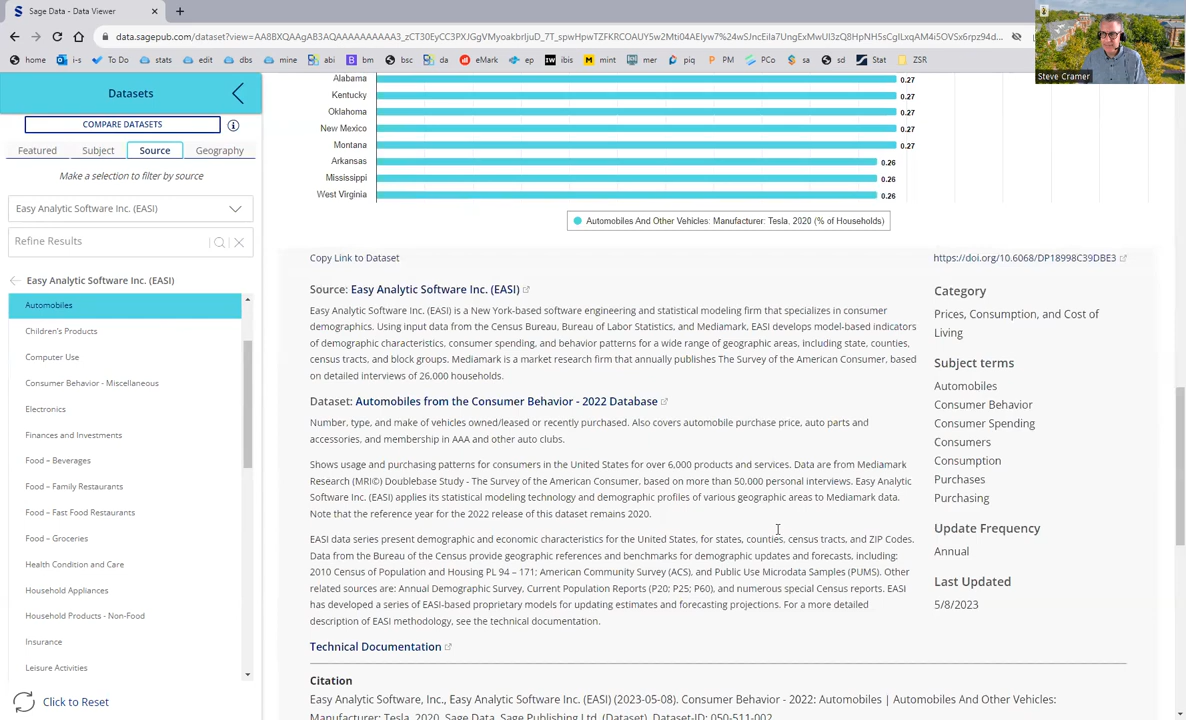 Sage Data - Data Viewer
data.sagepub.com/dataset?view=
home i-s To Do stats edit dbs mine abi bm bsc da eMark ep ibis mint mer piq PM PCo sa sd Stat ZSR
Steve Cramer
Datasets
COMPARE DATASETS
Featured Subject Source Geography
Make a selection to filter by source
Easy Analytic Software Inc. (EASI)
Refine Results
Easy Analytic Software Inc. (EASI)
Automobiles
Children's Products
Computer Use
Consumer Behavior - Miscellaneous
Electronics
Finances and Investments
Food – Beverages
Food – Family Restaurants
Food – Fast Food Restaurants
Food – Groceries
Health Condition and Care
Household Appliances
Household Products - Non-Food
Insurance
Leisure Activities
Click to Reset
Alabama 0.27
Kentucky 0.27
Oklahoma 0.27
New Mexico 0.27
Montana 0.27
Arkansas 0.26
Mississippi 0.26
West Virginia 0.26
Automobiles And Other Vehicles: Manufacturer: Tesla, 2020 (% of Households)
Copy Link to Dataset
https://doi.org/10.6068/DP18998C39DBE3
Source: Easy Analytic Software Inc. (EASI)
Easy Analytic Software Inc. (EASI) is a New York-based software engineering and statistical modeling firm that specializes in consumer
demographics. Using input data from the Census Bureau, Bureau of Labor Statistics, and Mediamark, EASI develops model-based indicators
of demographic characteristics, consumer spending, and behavior patterns for a wide range of geographic areas, including state, counties,
census tracts, and block groups. Mediamark is a market research firm that annually publishes The Survey of the American Consumer, based
on detailed interviews of 26,000 households.
Dataset: Automobiles from the Consumer Behavior - 2022 Database
Number, type, and make of vehicles owned/leased or recently purchased. Also covers automobile purchase price, auto parts and
accessories, and membership in AAA and other auto clubs.
Shows usage and purchasing patterns for consumers in the United States for over 6,000 products and services. Data are from Mediamark
Research (MRI©) Doublebase Study - The Survey of the American Consumer, based on more than 50.000 personal interviews. Easy Analytic
Software Inc. (EASI) applies its statistical modeling technology and demographic profiles of various geographic areas to Mediamark data.
Note that the reference year for the 2022 release of this dataset remains 2020.
EASI data series present demographic and economic characteristics for the United States, for states, counties, census tracts, and ZIP Codes.
Data from the Bureau of the Census provide geographic references and benchmarks for demographic updates and forecasts, including:
2010 Census of Population and Housing PL 94 – 171; American Community Survey (ACS), and Public Use Microdata Samples (PUMS). Other
related sources are: Annual Demographic Survey, Current Population Reports (P20; P25; P60), and numerous special Census reports. EASI
has developed a series of EASI-based proprietary models for updating estimates and forecasting projections. For a more detailed
description of EASI methodology, see the technical documentation.
Technical Documentation
Citation
Easy Analytic Software, Inc., Easy Analytic Software Inc. (EASI) (2023-05-08). Consumer Behavior - 2022: Automobiles | Automobiles And Other Vehicles:
Manufacturer: Tesla, 2020. Sage Data. Sage Publishing Ltd. (Dataset). Dataset-ID: 050-511-002.
Category
Prices, Consumption, and Cost of
Living
Subject terms
Automobiles
Consumer Behavior
Consumer Spending
Consumers
Consumption
Purchases
Purchasing
Update Frequency
Annual
Last Updated
5/8/2023